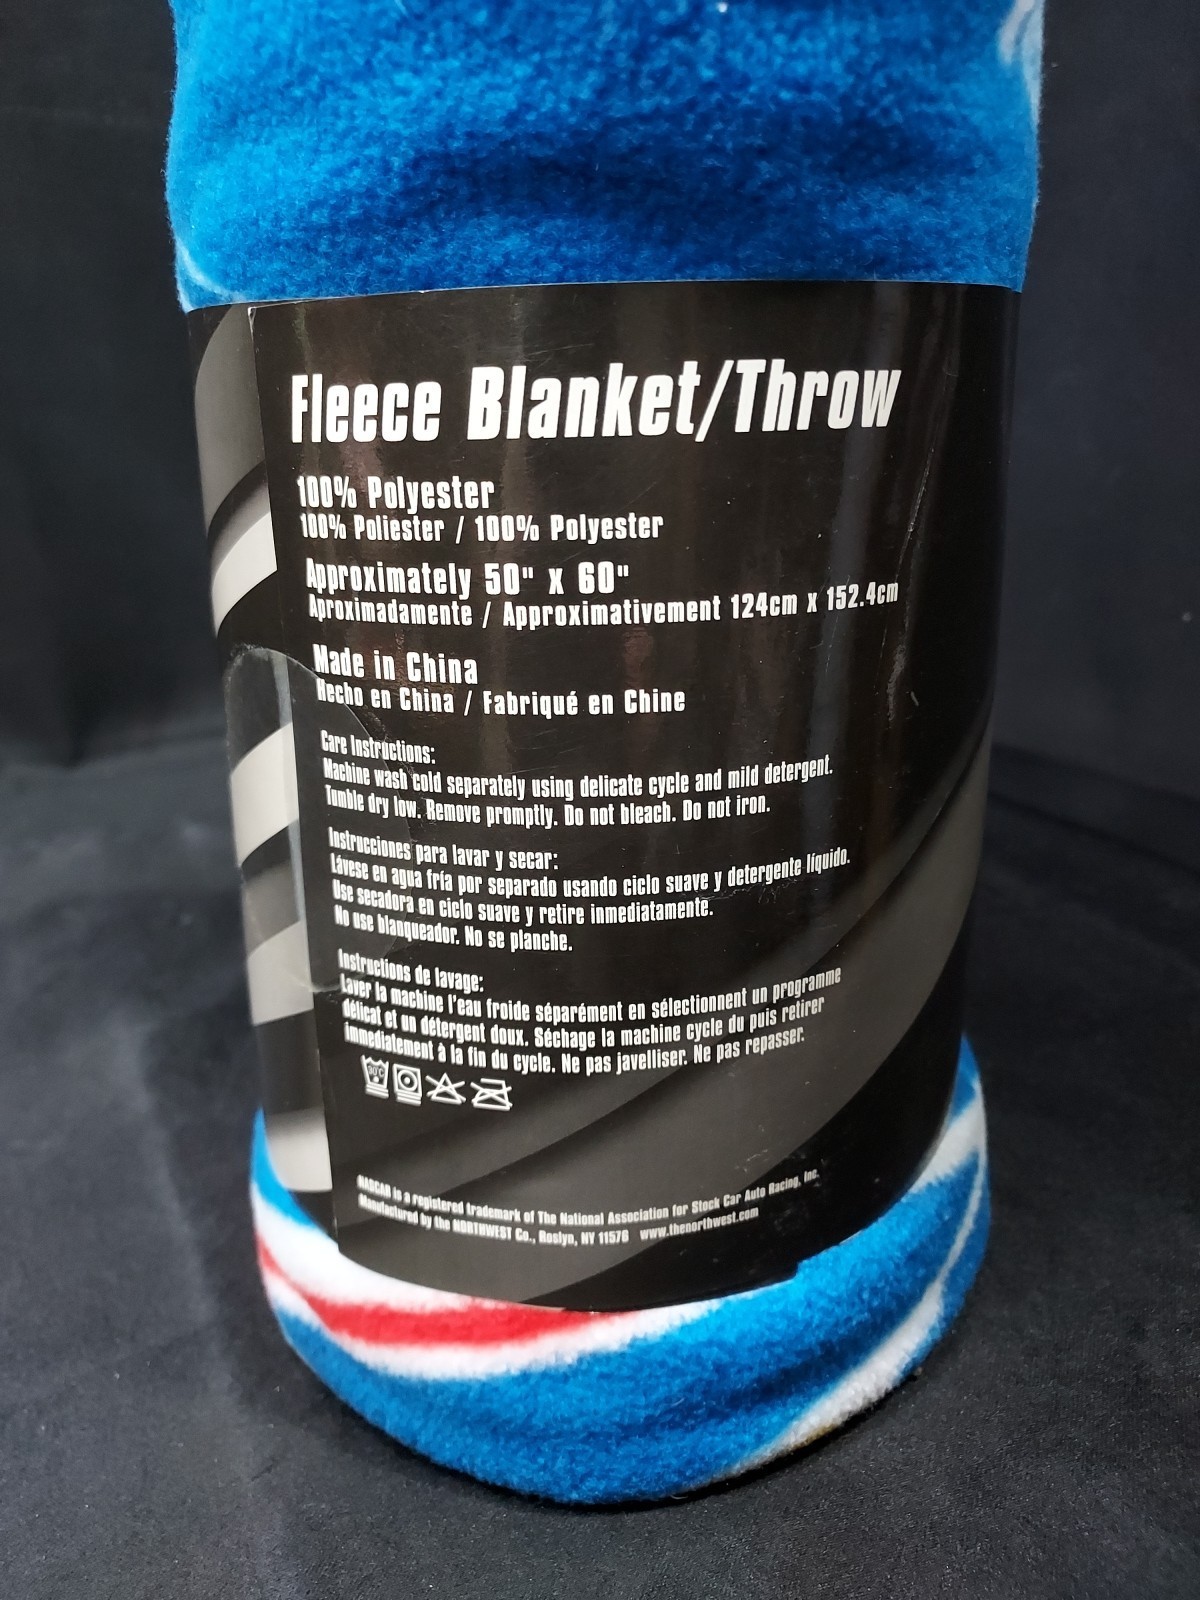 Fleece Blanket/Throw
100% Polyester
100% Poliester / 100% Polyester
Approximately 50" x 60"
Aproximadamente / Approximativement 124cm x 152.4cm
Made in China
Hecho en China / Fabriqué en Chine
Care Instructions:
Machine wash cold separately using delicate cycle and mild detergent.
Tumble dry low. Remove promptly. Do not bleach. Do not iron.
Instrucciones para lavar y secar:
Lávese en agua fría por separado usando ciclo suave y detergente líquido.
Use secadora en ciclo suave y retire inmediatamente.
No use blanqueador. No se planche.
Instructions de lavage:
Laver la machine l'eau froide séparément en sélectionnent un programme
délicat et un détergent doux. Séchage la machine cycle du puis retirer
immediatement à la fin du cycle. Ne pas javelliser. Ne pas repasser.
30°C
NASCAR is a registered trademark of The National Association for Stock Car Auto Racing, Inc.
Manufactured by the NORTHWEST Co., Roslyn, NY 11576 www.thenorthwest.com